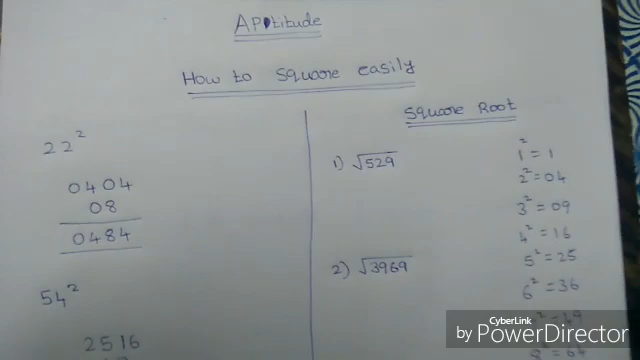 Aptitude
How to square easily
22²
0404
08
0484
54²
2516
Square Root
1) √529
2) √3969
1² = 1
2² = 04
3² = 09
4² = 16
5² = 25
6² = 36
CyberLink
by PowerDirector